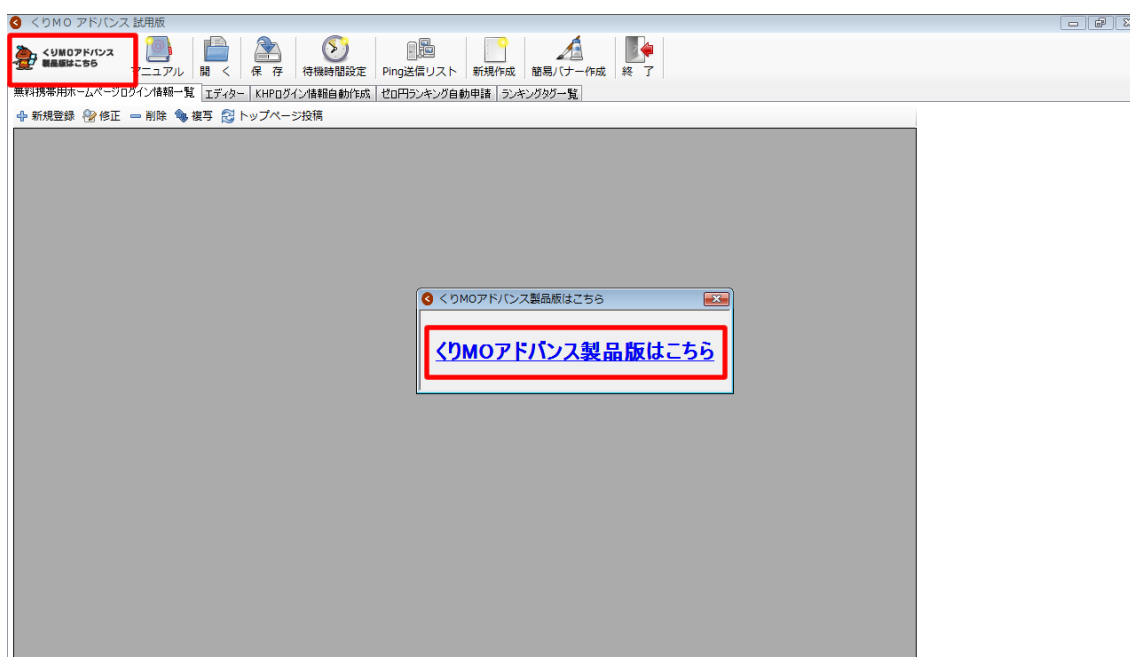 くりMO アドバンス 試用版
くりMOアドバンス
製品版はこちら
マニュアル 開 く 保 存 待機時間設定 Ping送信リスト 新規作成 簡易バナー作成 終 了
無料携帯用ホームページログイン情報一覧 エディター KHPログイン情報自動作成 ゼロ円ランキング自動申請 ランキングタグ一覧
新規登録 修正 削除 複写 トップページ投稿
くりMOアドバンス製品版はこちら
くりMOアドバンス製品版はこちら